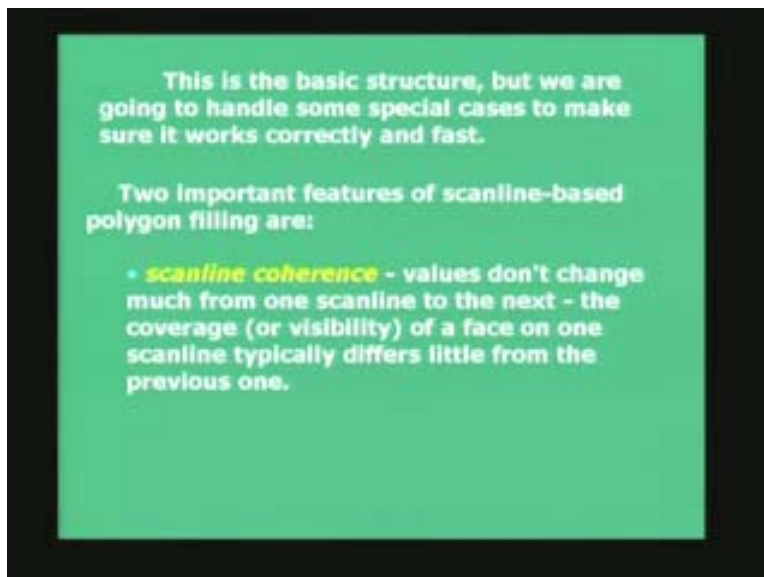 This is the basic structure, but we are
going to handle some special cases to make
sure it works correctly and fast.
Two important features of scanline-based
polygon filling are:
• scanline coherence - values don't change
much from one scanline to the next - the
coverage (or visibility) of a face on one
scanline typically differs little from the
previous one.